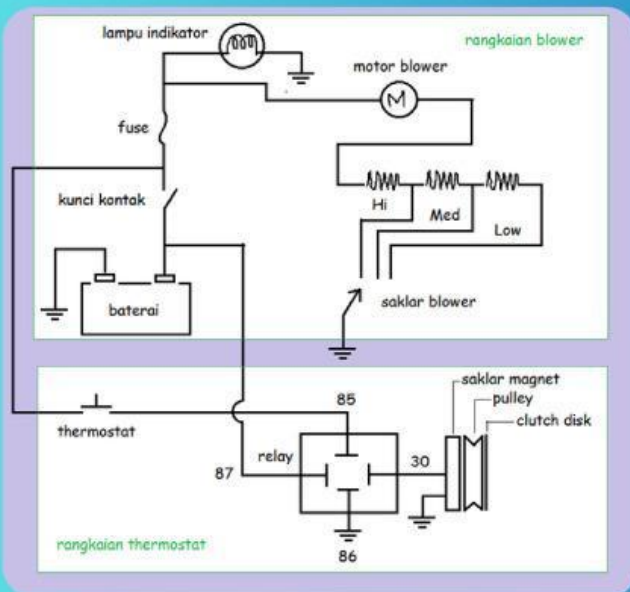 lampu indikator
rangkaian blower
motor blower
M
fuse
kunci kontak
Hi
Med
Low
baterai
saklar blower
saklar magnet
pulley
clutch disk
85
thermostat
relay
30
87
86
rangkaian thermostat